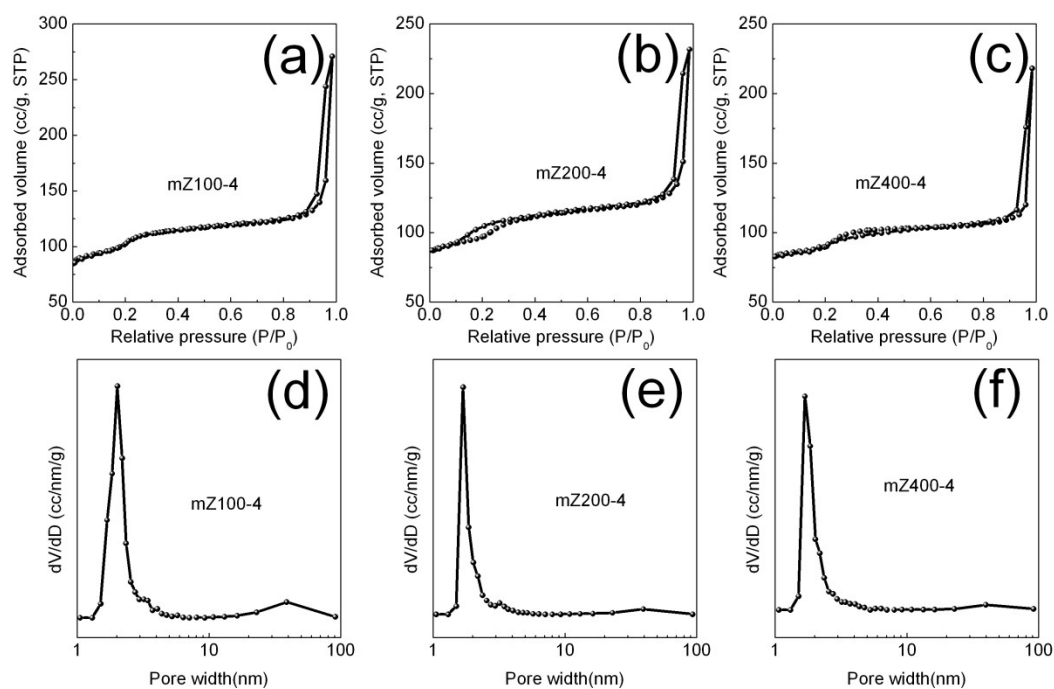 (a)
300
250
200
150
100
50
0.0 0.2 0.4 0.6 0.8 1.0
Adsorbed volume (cc/g, STP)
Relative pressure (P/P0)
mZ100-4
(b)
250
200
150
100
50
0.0 0.2 0.4 0.6 0.8 1.0
Adsorbed volume (cc/g, STP)
Relative pressure (P/P0)
mZ200-4
(c)
250
200
150
100
50
0.0 0.2 0.4 0.6 0.8 1.0
Adsorbed volume (cc/g, STP)
Relative pressure (P/P0)
mZ400-4
(d)
dV/dD (cc/nm/g)
mZ100-4
1 10 100
Pore width(nm)
(e)
dV/dD (cc/nm/g)
mZ200-4
1 10 100
Pore width(nm)
(f)
dV/dD (cc/nm/g)
mZ400-4
1 10 100
Pore width(nm)